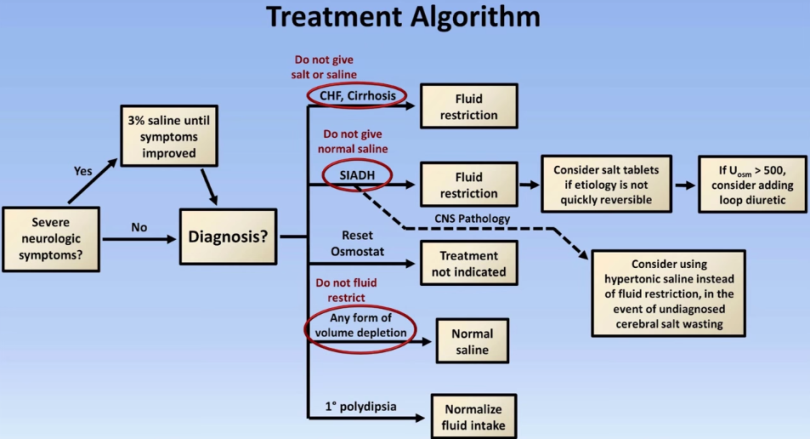 Treatment Algorithm
Do not give
salt or saline
CHF, Cirrhosis
Fluid
restriction
3% saline until
symptoms
improved
Yes
Do not give
normal saline
SIADH
Fluid
restriction
Consider salt tablets
if etiology is not
quickly reversible
If Uosm > 500,
consider adding
loop diuretic
Severe
neurologic
symptoms?
No
Diagnosis?
CNS Pathology
Reset
Osmostat
Treatment
not indicated
Consider using
hypertonic saline instead
of fluid restriction, in the
event of undiagnosed
cerebral salt wasting
Do not fluid
restrict
Any form of
volume depletion
Normal
saline
1° polydipsia
Normalize
fluid intake